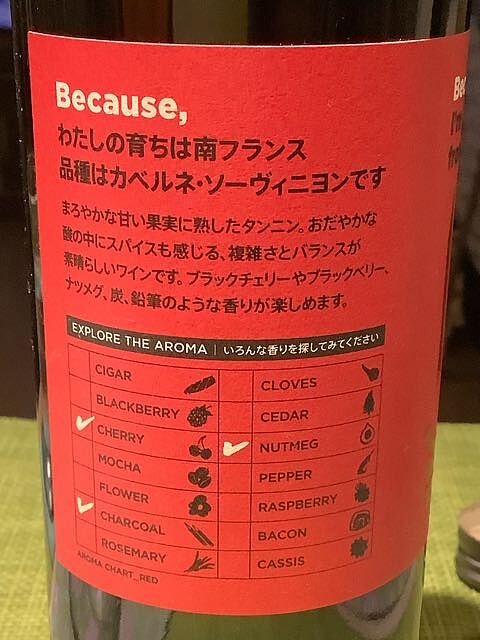 Because,
わたしの育ちは南フランス
品種はカベルネ・ソーヴィニヨンです
まろやかな甘い果実に熟したタンニン。おだやかな
酸の中にスパイスも感じる、複雑さとバランスが
素晴らしいワインです。ブラックチェリーやブラックベリー、
ナツメグ、炭、鉛筆のような香りが楽しめます。
EXPLORE THE AROMA | いろんな香りを探してみてください
CIGAR
BLACKBERRY
CHERRY
MOCHA
FLOWER
CHARCOAL
ROSEMARY
CLOVES
CEDAR
NUTMEG
PEPPER
RASPBERRY
BACON
CASSIS
AROMA CHART_RED